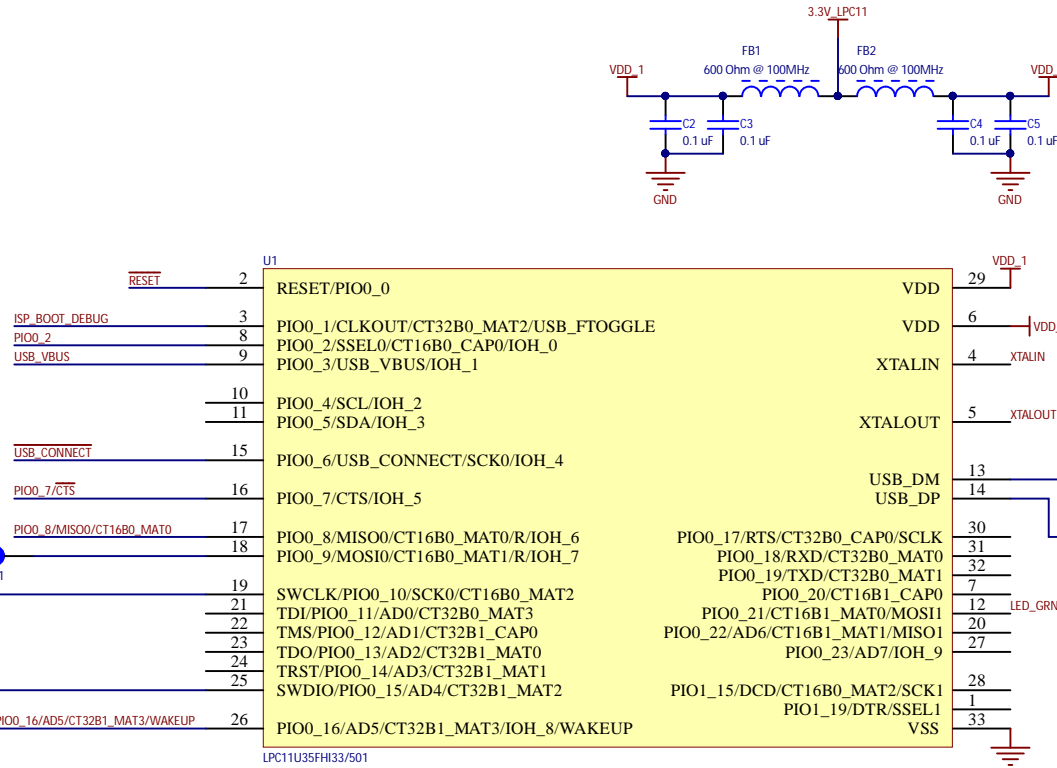 3.3V_LPC11
FB1
FB2
VDD_1
600 Ohm @ 100MHz
600 Ohm @ 100MHz
VDD_
C2
C3
C4
C5
0.1 uF
0.1 uF
0.1 uF
0.1 uF
GND
GND
U1
VDD_1
RESET
2
RESET/PIO0_0
VDD
29
ISP_BOOT_DEBUG
3
PIO0_1/CLKOUT/CT32B0_MAT2/USB_FTOGGLE
VDD
6
VDD_
PIO0_2
8
PIO0_2/SSEL0/CT16B0_CAP0/IOH_0
USB_VBUS
9
PIO0_3/USB_VBUS/IOH_1
XTALIN
4
XTALIN
10
PIO0_4/SCL/IOH_2
11
PIO0_5/SDA/IOH_3
XTALOUT
5
XTALOUT
USB_CONNECT
15
PIO0_6/USB_CONNECT/SCK0/IOH_4
USB_DM
13
PIO0_7/CTS
16
PIO0_7/CTS/IOH_5
USB_DP
14
PIO0_8/MISO0/CT16B0_MAT0
17
PIO0_8/MISO0/CT16B0_MAT0/R/IOH_6
PIO0_17/RTS/CT32B0_CAP0/SCLK
30
18
PIO0_9/MOSI0/CT16B0_MAT1/R/IOH_7
PIO0_18/RXD/CT32B0_MAT0
31
1
PIO0_19/TXD/CT32B0_MAT1
32
19
SWCLK/PIO0_10/SCK0/CT16B0_MAT2
PIO0_20/CT16B1_CAP0
7
21
TDI/PIO0_11/AD0/CT32B0_MAT3
PIO0_21/CT16B1_MAT0/MOSI1
12
LED_GRN
22
TMS/PIO0_12/AD1/CT32B1_CAP0
PIO0_22/AD6/CT16B1_MAT1/MISO1
20
23
TDO/PIO0_13/AD2/CT32B1_MAT0
PIO0_23/AD7/IOH_9
27
24
TRST/PIO0_14/AD3/CT32B1_MAT1
25
SWDIO/PIO0_15/AD4/CT32B1_MAT2
PIO1_15/DCD/CT16B0_MAT2/SCK1
28
PIO1_19/DTR/SSEL1
1
PIO0_16/AD5/CT32B1_MAT3/WAKEUP
26
PIO0_16/AD5/CT32B1_MAT3/IOH_8/WAKEUP
VSS
33
LPC11U35FHI33/501